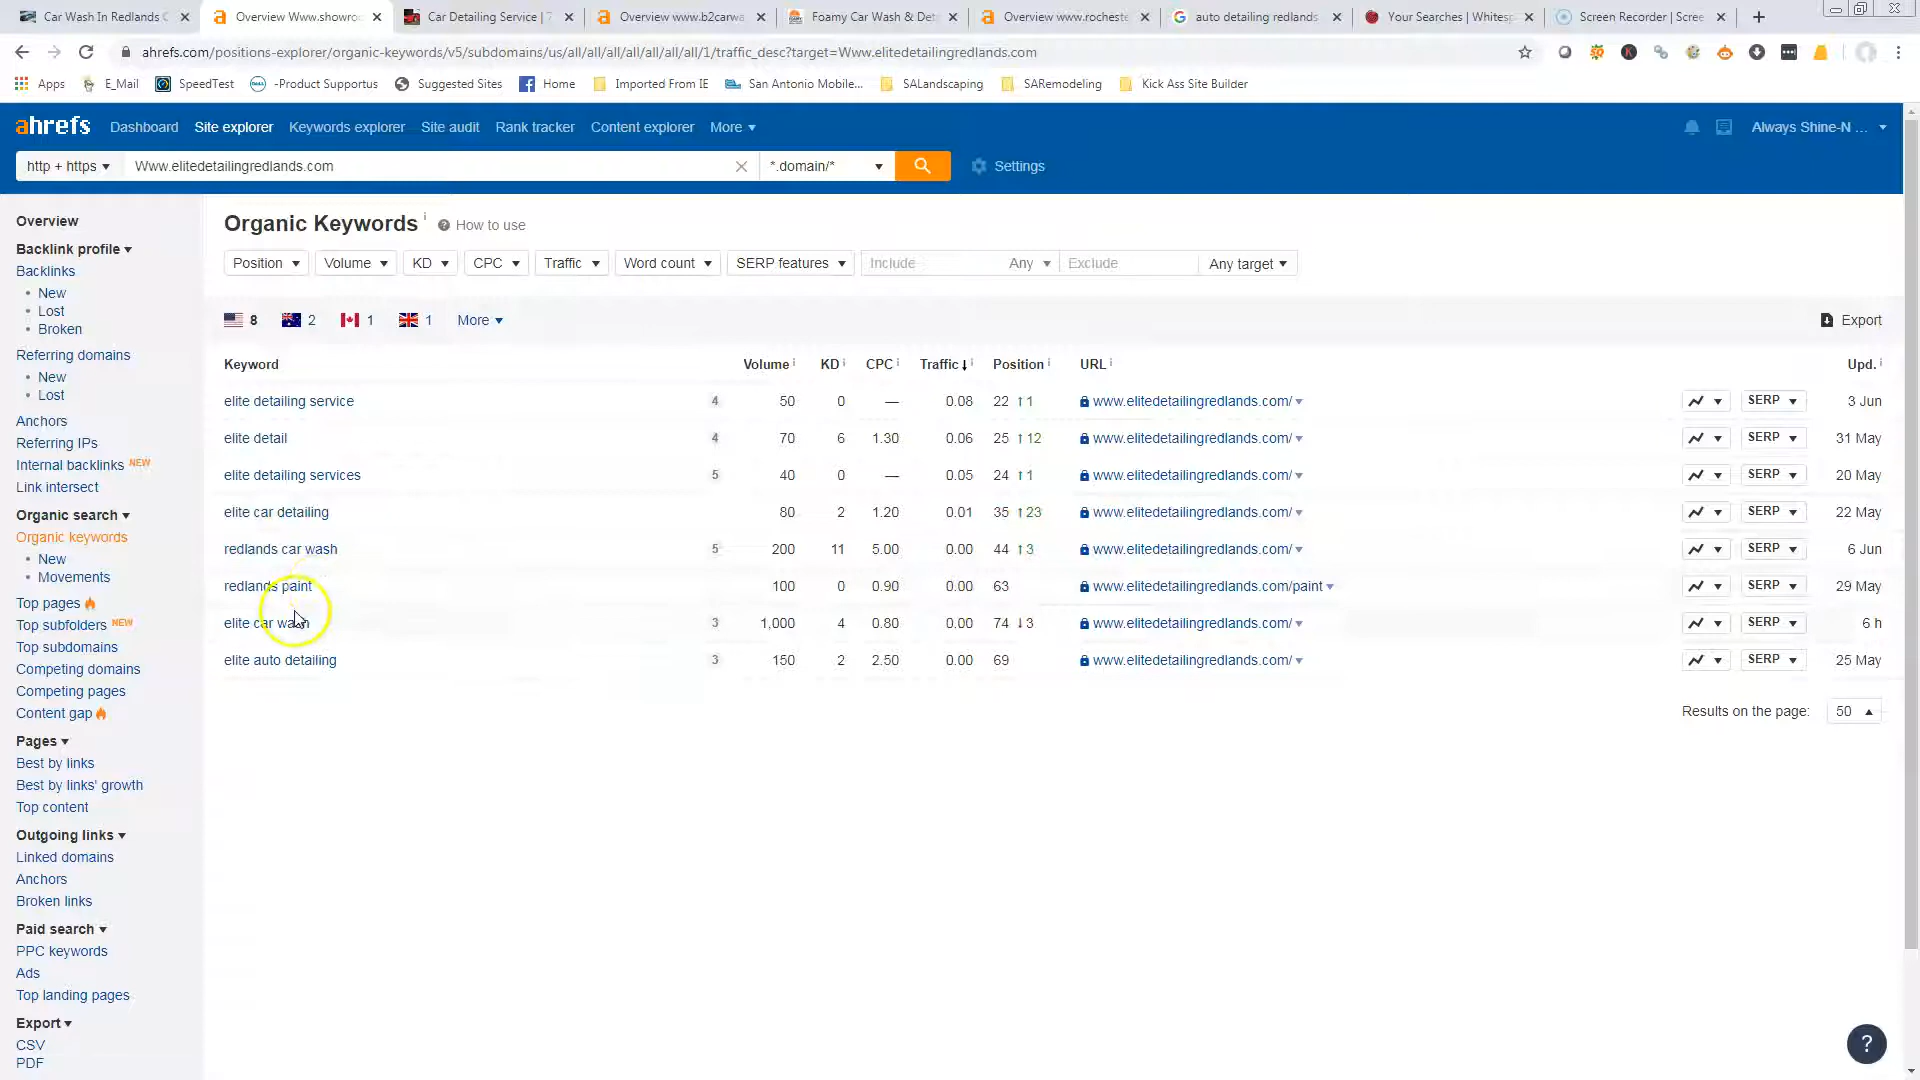 Car Wash In Redlands C
Overview Www.showro
Car Detailing Service | 7
Overview www.b2carwa
Foamy Car Wash & Det
Overview www.rocheste
auto detailing redlands
Your Searches | Whitesp
Screen Recorder | Scree
ahrefs.com/positions-explorer/organic-keywords/v5/subdomains/us/all/all/all/all/all/all/all/1/traffic_desc?target=Www.elitedetailingredlands.com
Apps
E_Mail
SpeedTest
-Product Supportus
Suggested Sites
Home
Imported From IE
San Antonio Mobile...
SALandscaping
SARemodeling
Kick Ass Site Builder
ahrefs
Dashboard
Site explorer
Keywords explorer
Site audit
Rank tracker
Content explorer
More
Always Shine-N ...
http + https
Www.elitedetailingredlands.com
*.domain/*
Settings
Overview
Backlink profile
Backlinks
• New
• Lost
• Broken
Referring domains
• New
• Lost
Anchors
Referring IPs
Internal backlinks NEW
Link intersect
Organic search
Organic keywords
• New
• Movements
Top pages
Top subfolders NEW
Top subdomains
Competing domains
Competing pages
Content gap
Pages
Best by links
Best by links' growth
Top content
Outgoing links
Linked domains
Anchors
Broken links
Paid search
PPC keywords
Ads
Top landing pages
Export
CSV
PDF
Organic Keywords i
? How to use
Position
Volume
KD
CPC
Traffic
Word count
SERP features
Include
Any
Exclude
Any target
8
2
1
1
More
Export
Keyword Volume i KD i CPC i Traffic↓ i Position i URL i Upd. i
elite detailing service 4 50 0 — 0.08 22 ↑1 www.elitedetailingredlands.com/ SERP 3 Jun
elite detail 4 70 6 1.30 0.06 25 ↑12 www.elitedetailingredlands.com/ SERP 31 May
elite detailing services 5 40 0 — 0.05 24 ↑1 www.elitedetailingredlands.com/ SERP 20 May
elite car detailing 80 2 1.20 0.01 35 ↑23 www.elitedetailingredlands.com/ SERP 22 May
redlands car wash 5 200 11 5.00 0.00 44 ↑3 www.elitedetailingredlands.com/ SERP 6 Jun
redlands paint 100 0 0.90 0.00 63 www.elitedetailingredlands.com/paint SERP 29 May
elite car wash 3 1,000 4 0.80 0.00 74 ↓3 www.elitedetailingredlands.com/ SERP 6 h
elite auto detailing 3 150 2 2.50 0.00 69 www.elitedetailingredlands.com/ SERP 25 May
Results on the page: 50
?